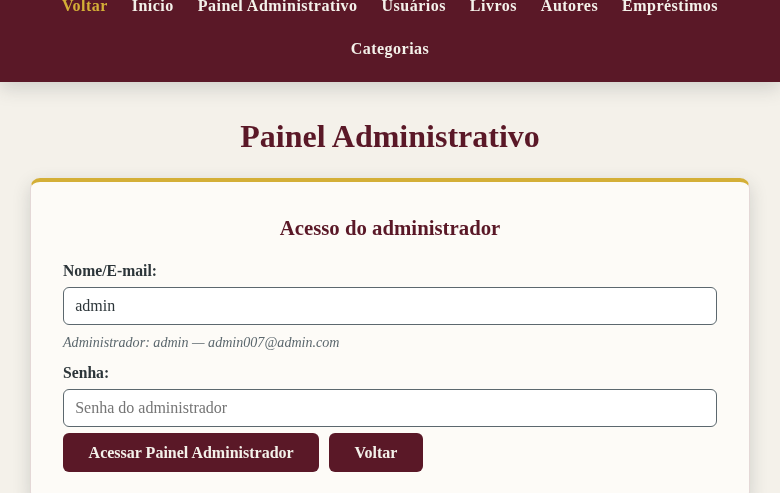 Voltar Início Painel Administrativo Usuários Livros Autores Empréstimos
Categorias
Painel Administrativo
Acesso do administrador
Nome/E-mail:
admin
Administrador: admin — admin007@admin.com
Senha:
Senha do administrador
Acessar Painel Administrador Voltar